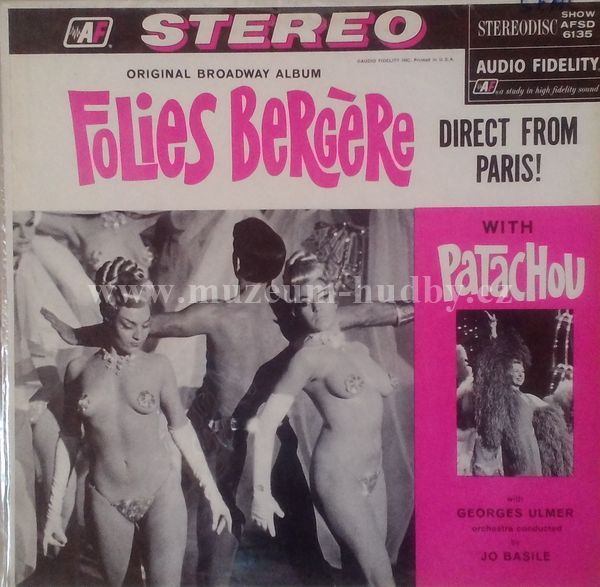 AF STEREO
STEREODISC SHOW AFSD 6135
©AUDIO FIDELITY INC. Printed in U.S.A.
AUDIO FIDELITY
AF a study in high fidelity sound
ORIGINAL BROADWAY ALBUM
FOLIES BERGÈRE
DIRECT FROM
PARIS!
WITH
PATACHOU
www.muzeum-hudby.cz
with
GEORGES ULMER
orchestra conducted
by
JO BASILE